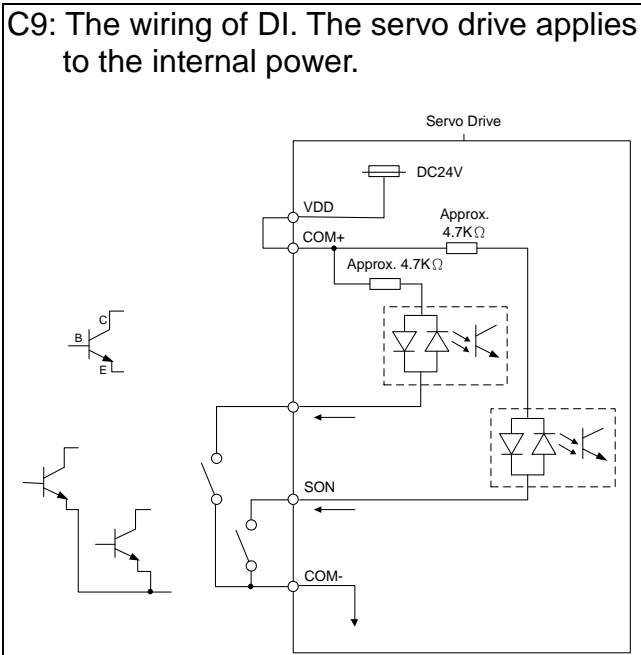 C9: The wiring of DI. The servo drive applies
to the internal power.
Servo Drive
DC24V
VDD
Approx.
4.7KΩ
COM+
Approx. 4.7KΩ
C
B
E
SON
COM-